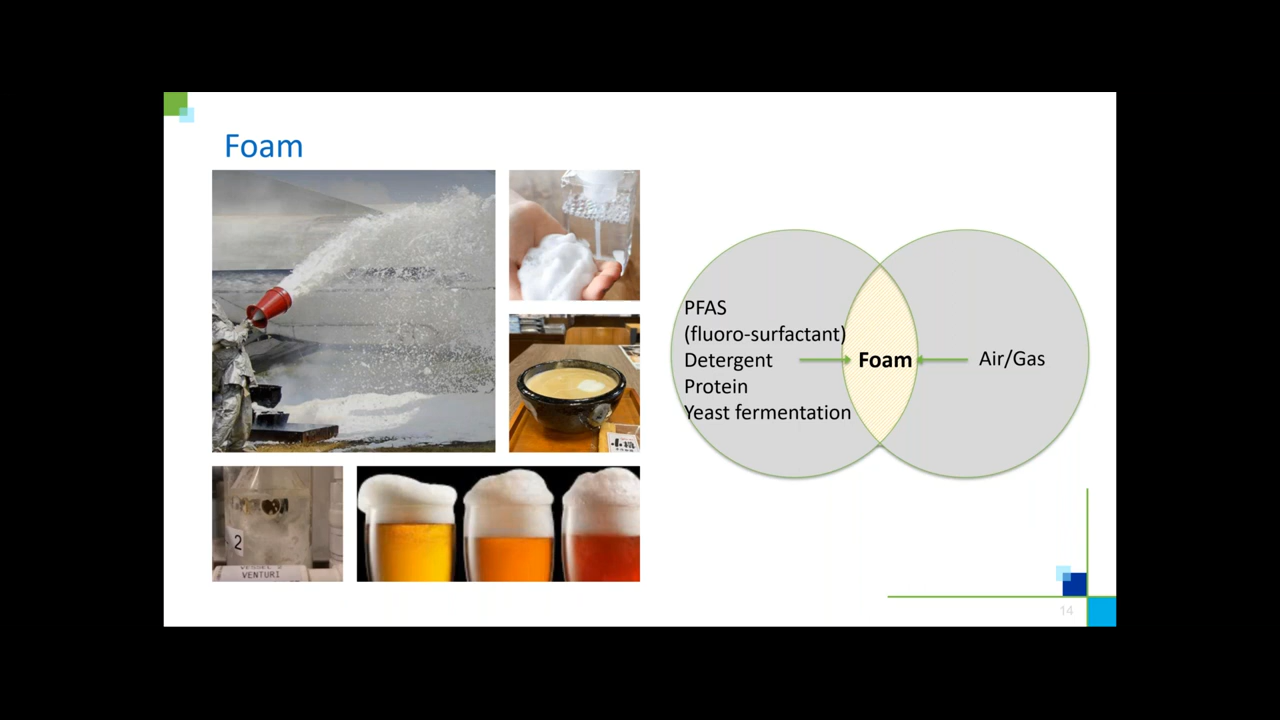 Foam
PFAS
(fluoro-surfactant)
Detergent
Protein
Yeast fermentation
Foam
Air/Gas
2
VENTURI
14